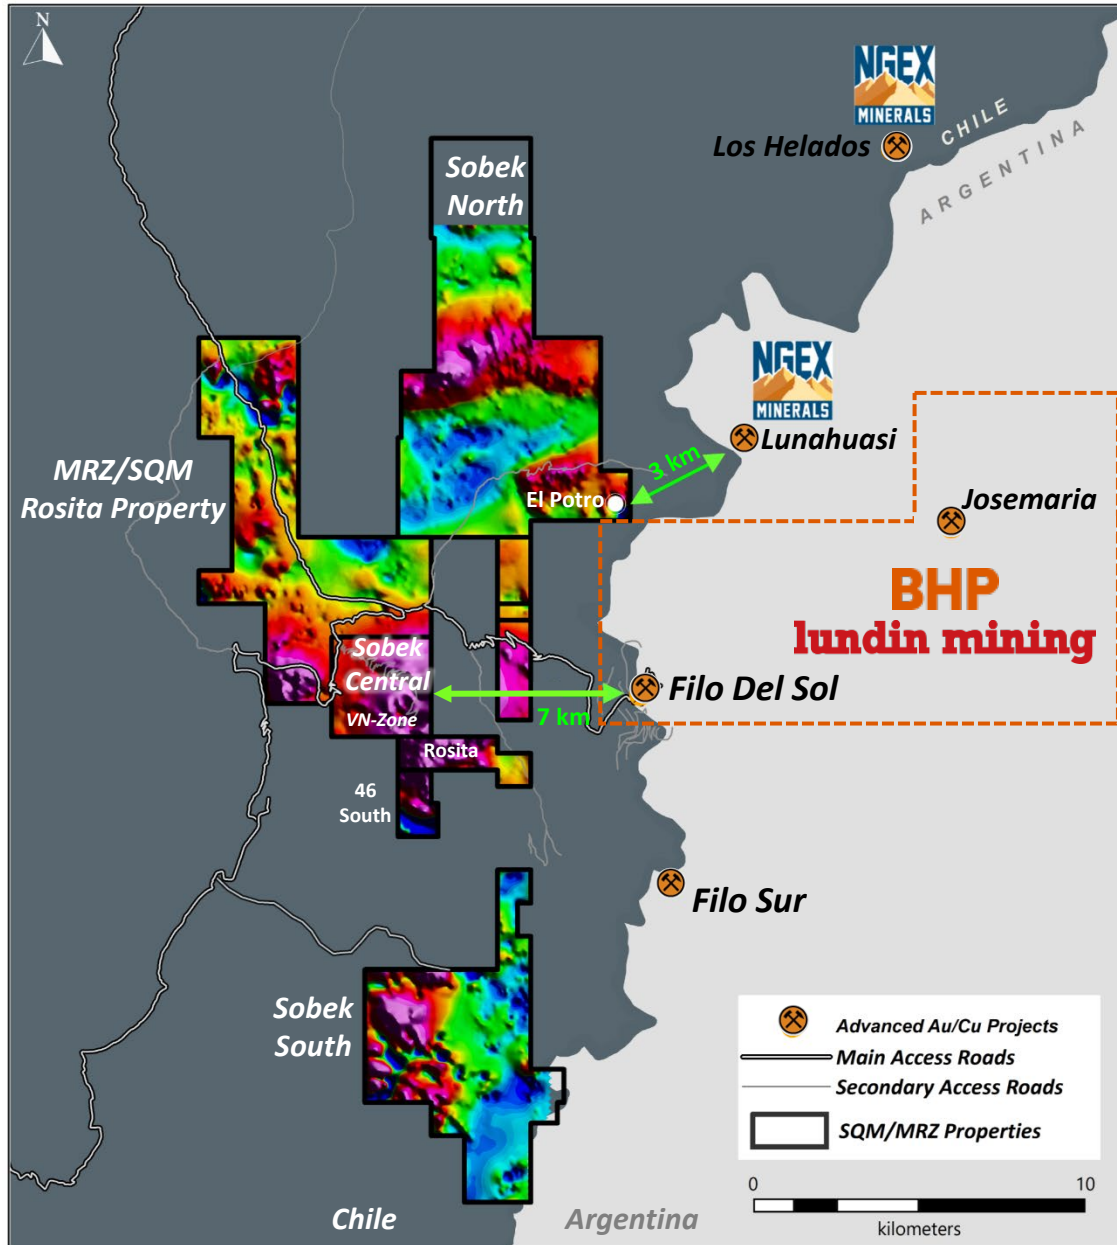 N
NGEX
MINERALS
Los Helados
CHILE
ARGENTINA
Sobek
North
NGEX
MINERALS
Lunahuasi
3 km
MRZ/SQM
Rosita Property
El Potro
Josemaria
BHP
lundin mining
Sobek
Central
VN-Zone
7 km
Filo Del Sol
Rosita
46
South
Filo Sur
Sobek
South
Advanced Au/Cu Projects
Main Access Roads
Secondary Access Roads
SQM/MRZ Properties
0 10
kilometers
Chile
Argentina